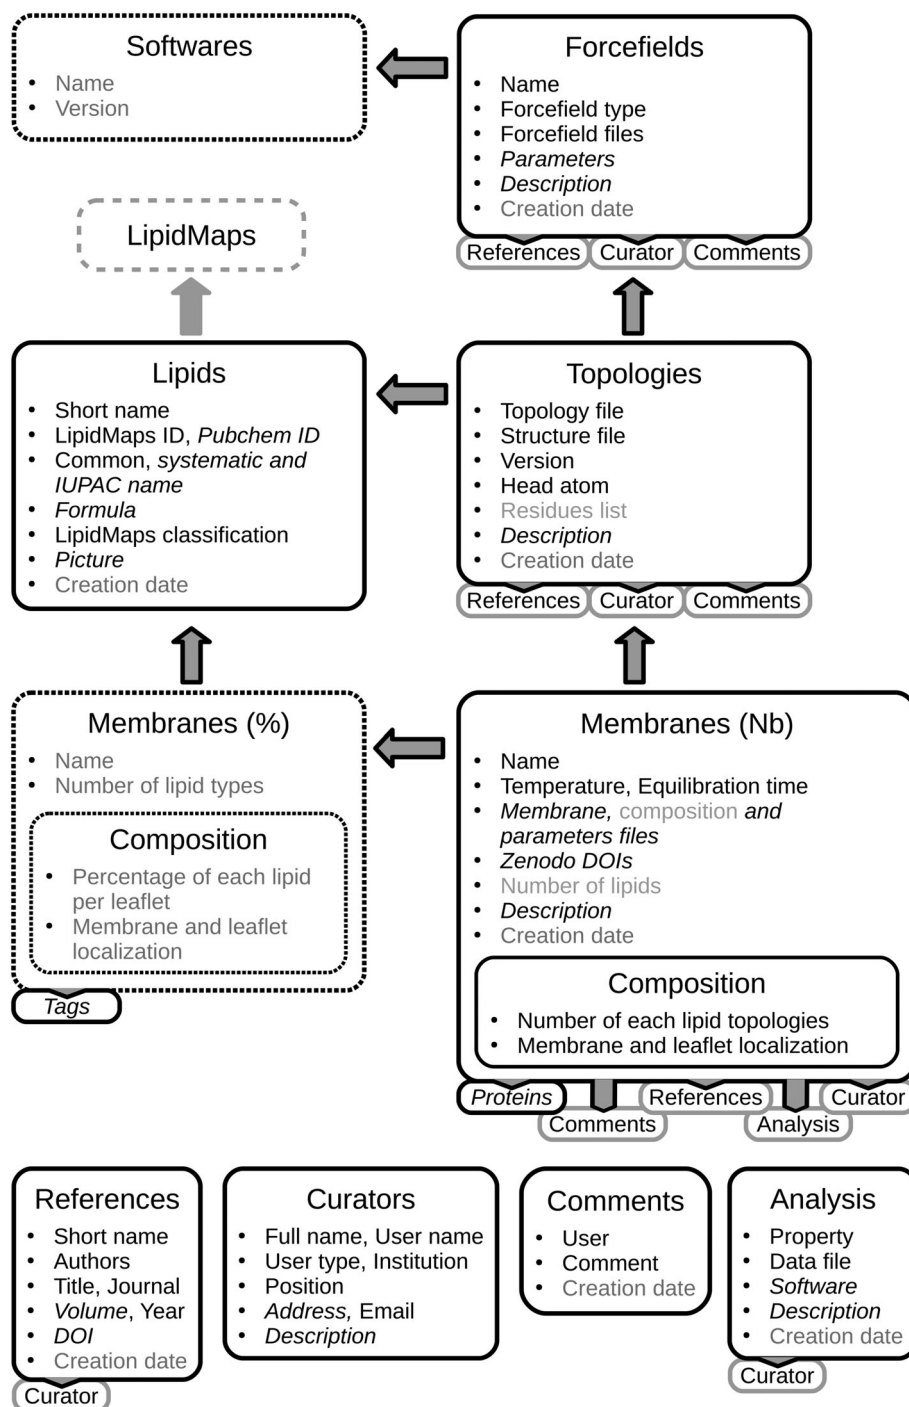 Softwares
• Name
• Version
Forcefields
• Name
• Forcefield type
• Forcefield files
• Parameters
• Description
• Creation date
References
Curator
Comments
LipidMaps
Lipids
• Short name
• LipidMaps ID, Pubchem ID
• Common, systematic and
IUPAC name
• Formula
• LipidMaps classification
• Picture
• Creation date
Topologies
• Topology file
• Structure file
• Version
• Head atom
• Residues list
• Description
• Creation date
References
Curator
Comments
Membranes (%)
• Name
• Number of lipid types
Composition
• Percentage of each lipid
per leaflet
• Membrane and leaflet
localization
Tags
Membranes (Nb)
• Name
• Temperature, Equilibration time
• Membrane, composition and
parameters files
• Zenodo DOIs
• Number of lipids
• Description
• Creation date
Composition
• Number of each lipid topologies
• Membrane and leaflet localization
Proteins
Comments
References
Analysis
Curator
References
• Short name
• Authors
• Title, Journal
• Volume, Year
• DOI
• Creation date
Curator
Curators
• Full name, User name
• User type, Institution
• Position
• Address, Email
• Description
Comments
• User
• Comment
• Creation date
Analysis
• Property
• Data file
• Software
• Description
• Creation date
Curator